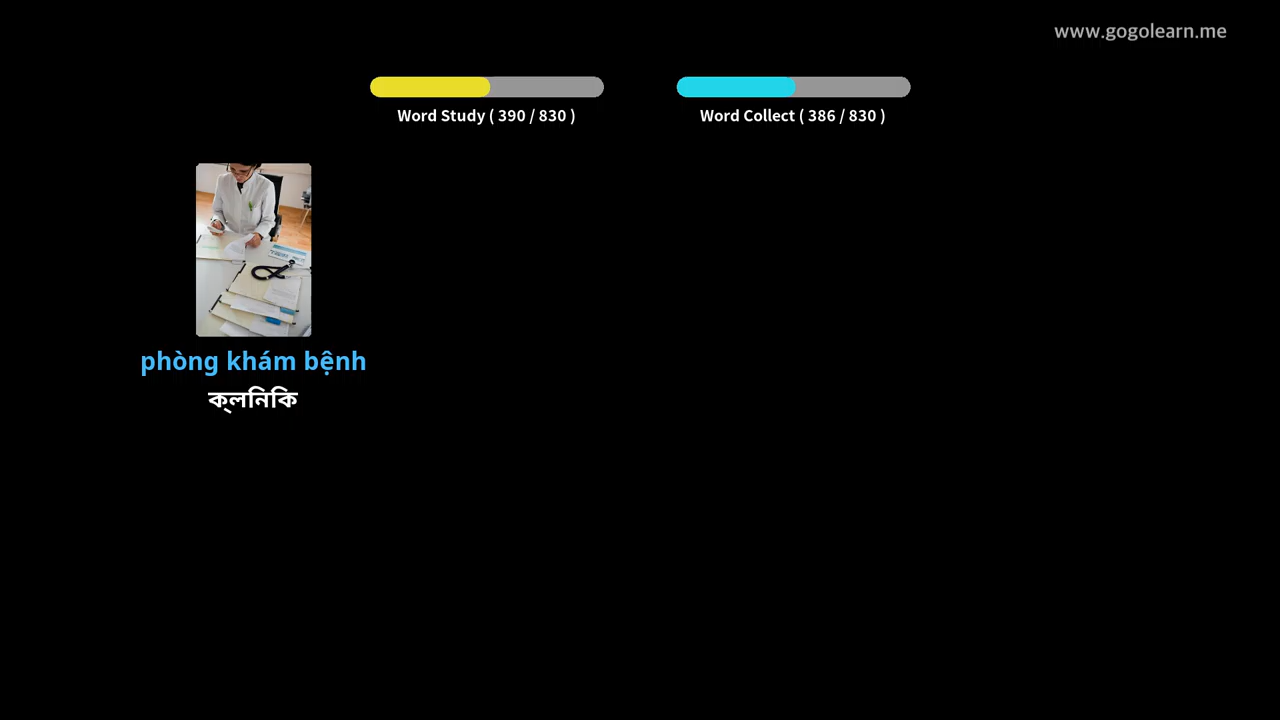 www.gogolearn.me
Word Study ( 390 / 830 )
Word Collect ( 386 / 830 )
phòng khám bệnh
ক্লনিিক